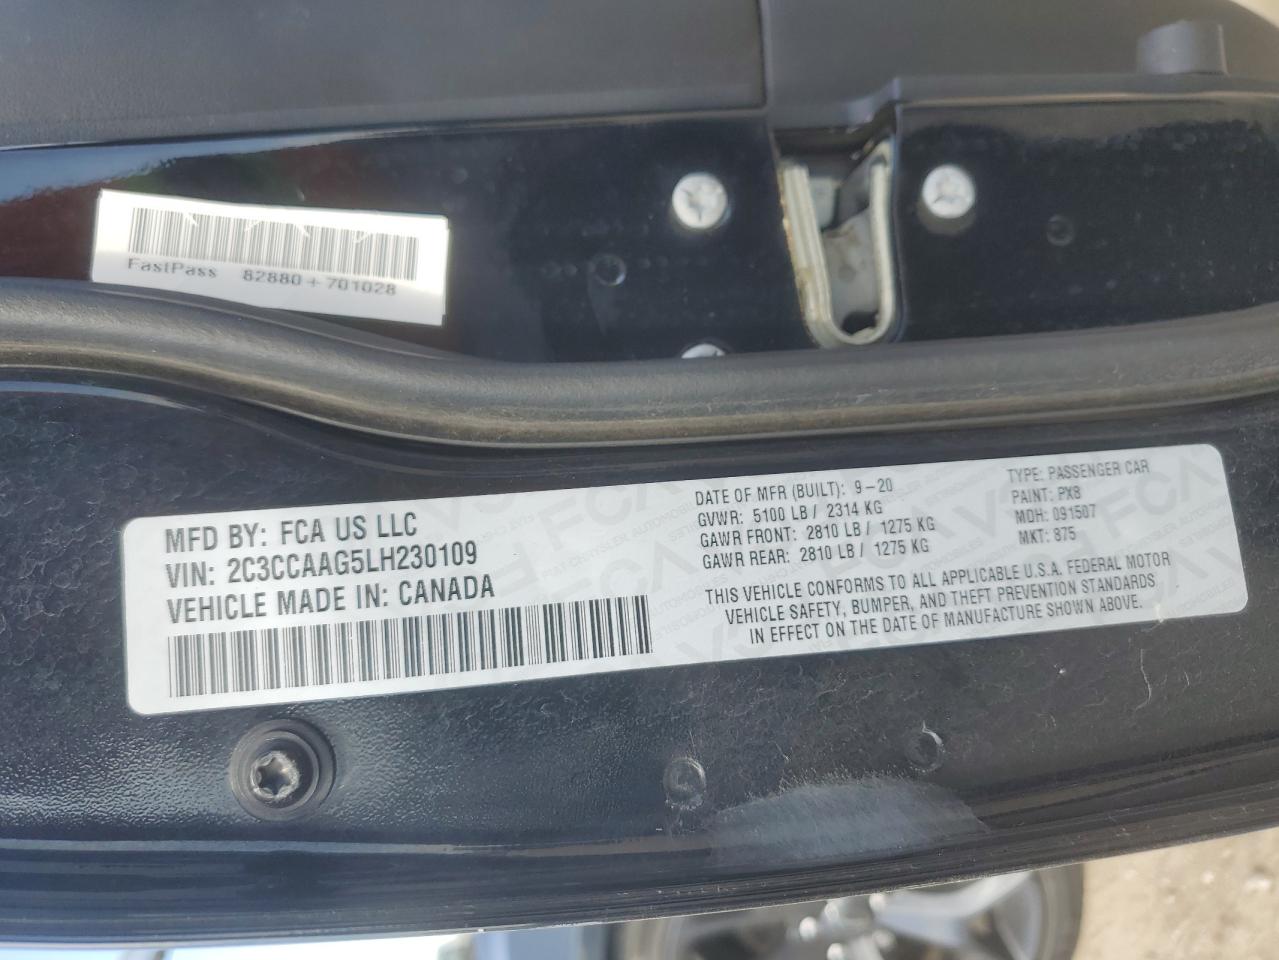 FastPass 82880+701028
MFD BY: FCA US LLC
VIN: 2C3CCAAG5LH230109
VEHICLE MADE IN: CANADA
DATE OF MFR (BUILT): 9-20
GVWR: 5100 LB / 2314 KG
GAWR FRONT: 2810 LB / 1275 KG
GAWR REAR: 2810 LB / 1275 KG
TYPE: PASSENGER CAR
PAINT: PX8
MDH: 091507
MKT: 875
THIS VEHICLE CONFORMS TO ALL APPLICABLE U.S.A. FEDERAL MOTOR
VEHICLE SAFETY, BUMPER, AND THEFT PREVENTION STANDARDS
IN EFFECT ON THE DATE OF MANUFACTURE SHOWN ABOVE.